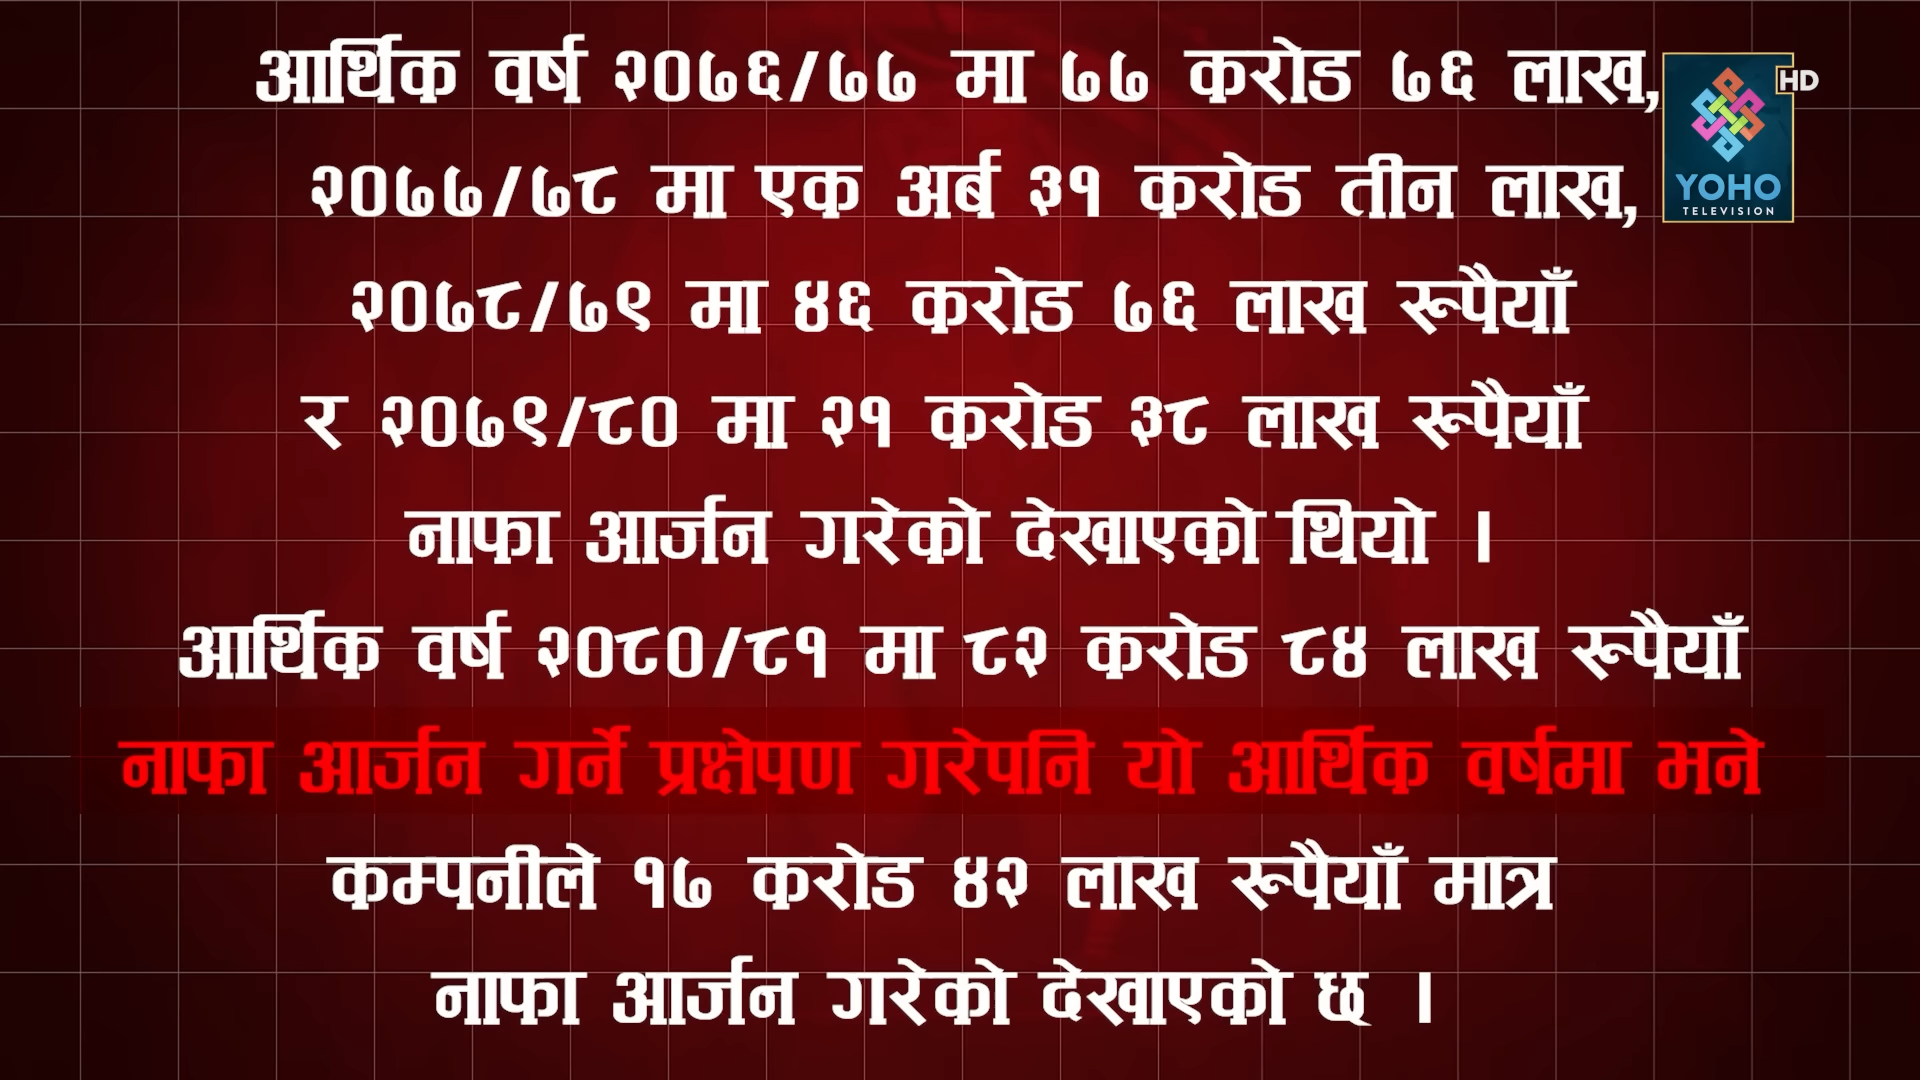 आर्थिक वर्ष २०७६/७७ मा ७७ करोड ७६ लाख,
२०७७/७८ मा एक अर्ब ३१ करोड तीन लाख,
२०७८/७९ मा ४६ करोड ७६ लाख रूपैयाँ
र २०७९/८० मा २१ करोड ३८ लाख रूपैयाँ
नाफा आर्जन गरेको देखाएको थियो ।
आर्थिक वर्ष २०८०/८१ मा ८२ करोड ८४ लाख रूपैयाँ
नाफा आर्जन गर्ने प्रक्षेपण गरेपनि यो आर्थिक वर्षमा भने
कम्पनीले १७ करोड ४२ लाख रूपैयाँ मात्र
नाफा आर्जन गरेको देखाएको छ ।
HD
YOHO
TELEVISION